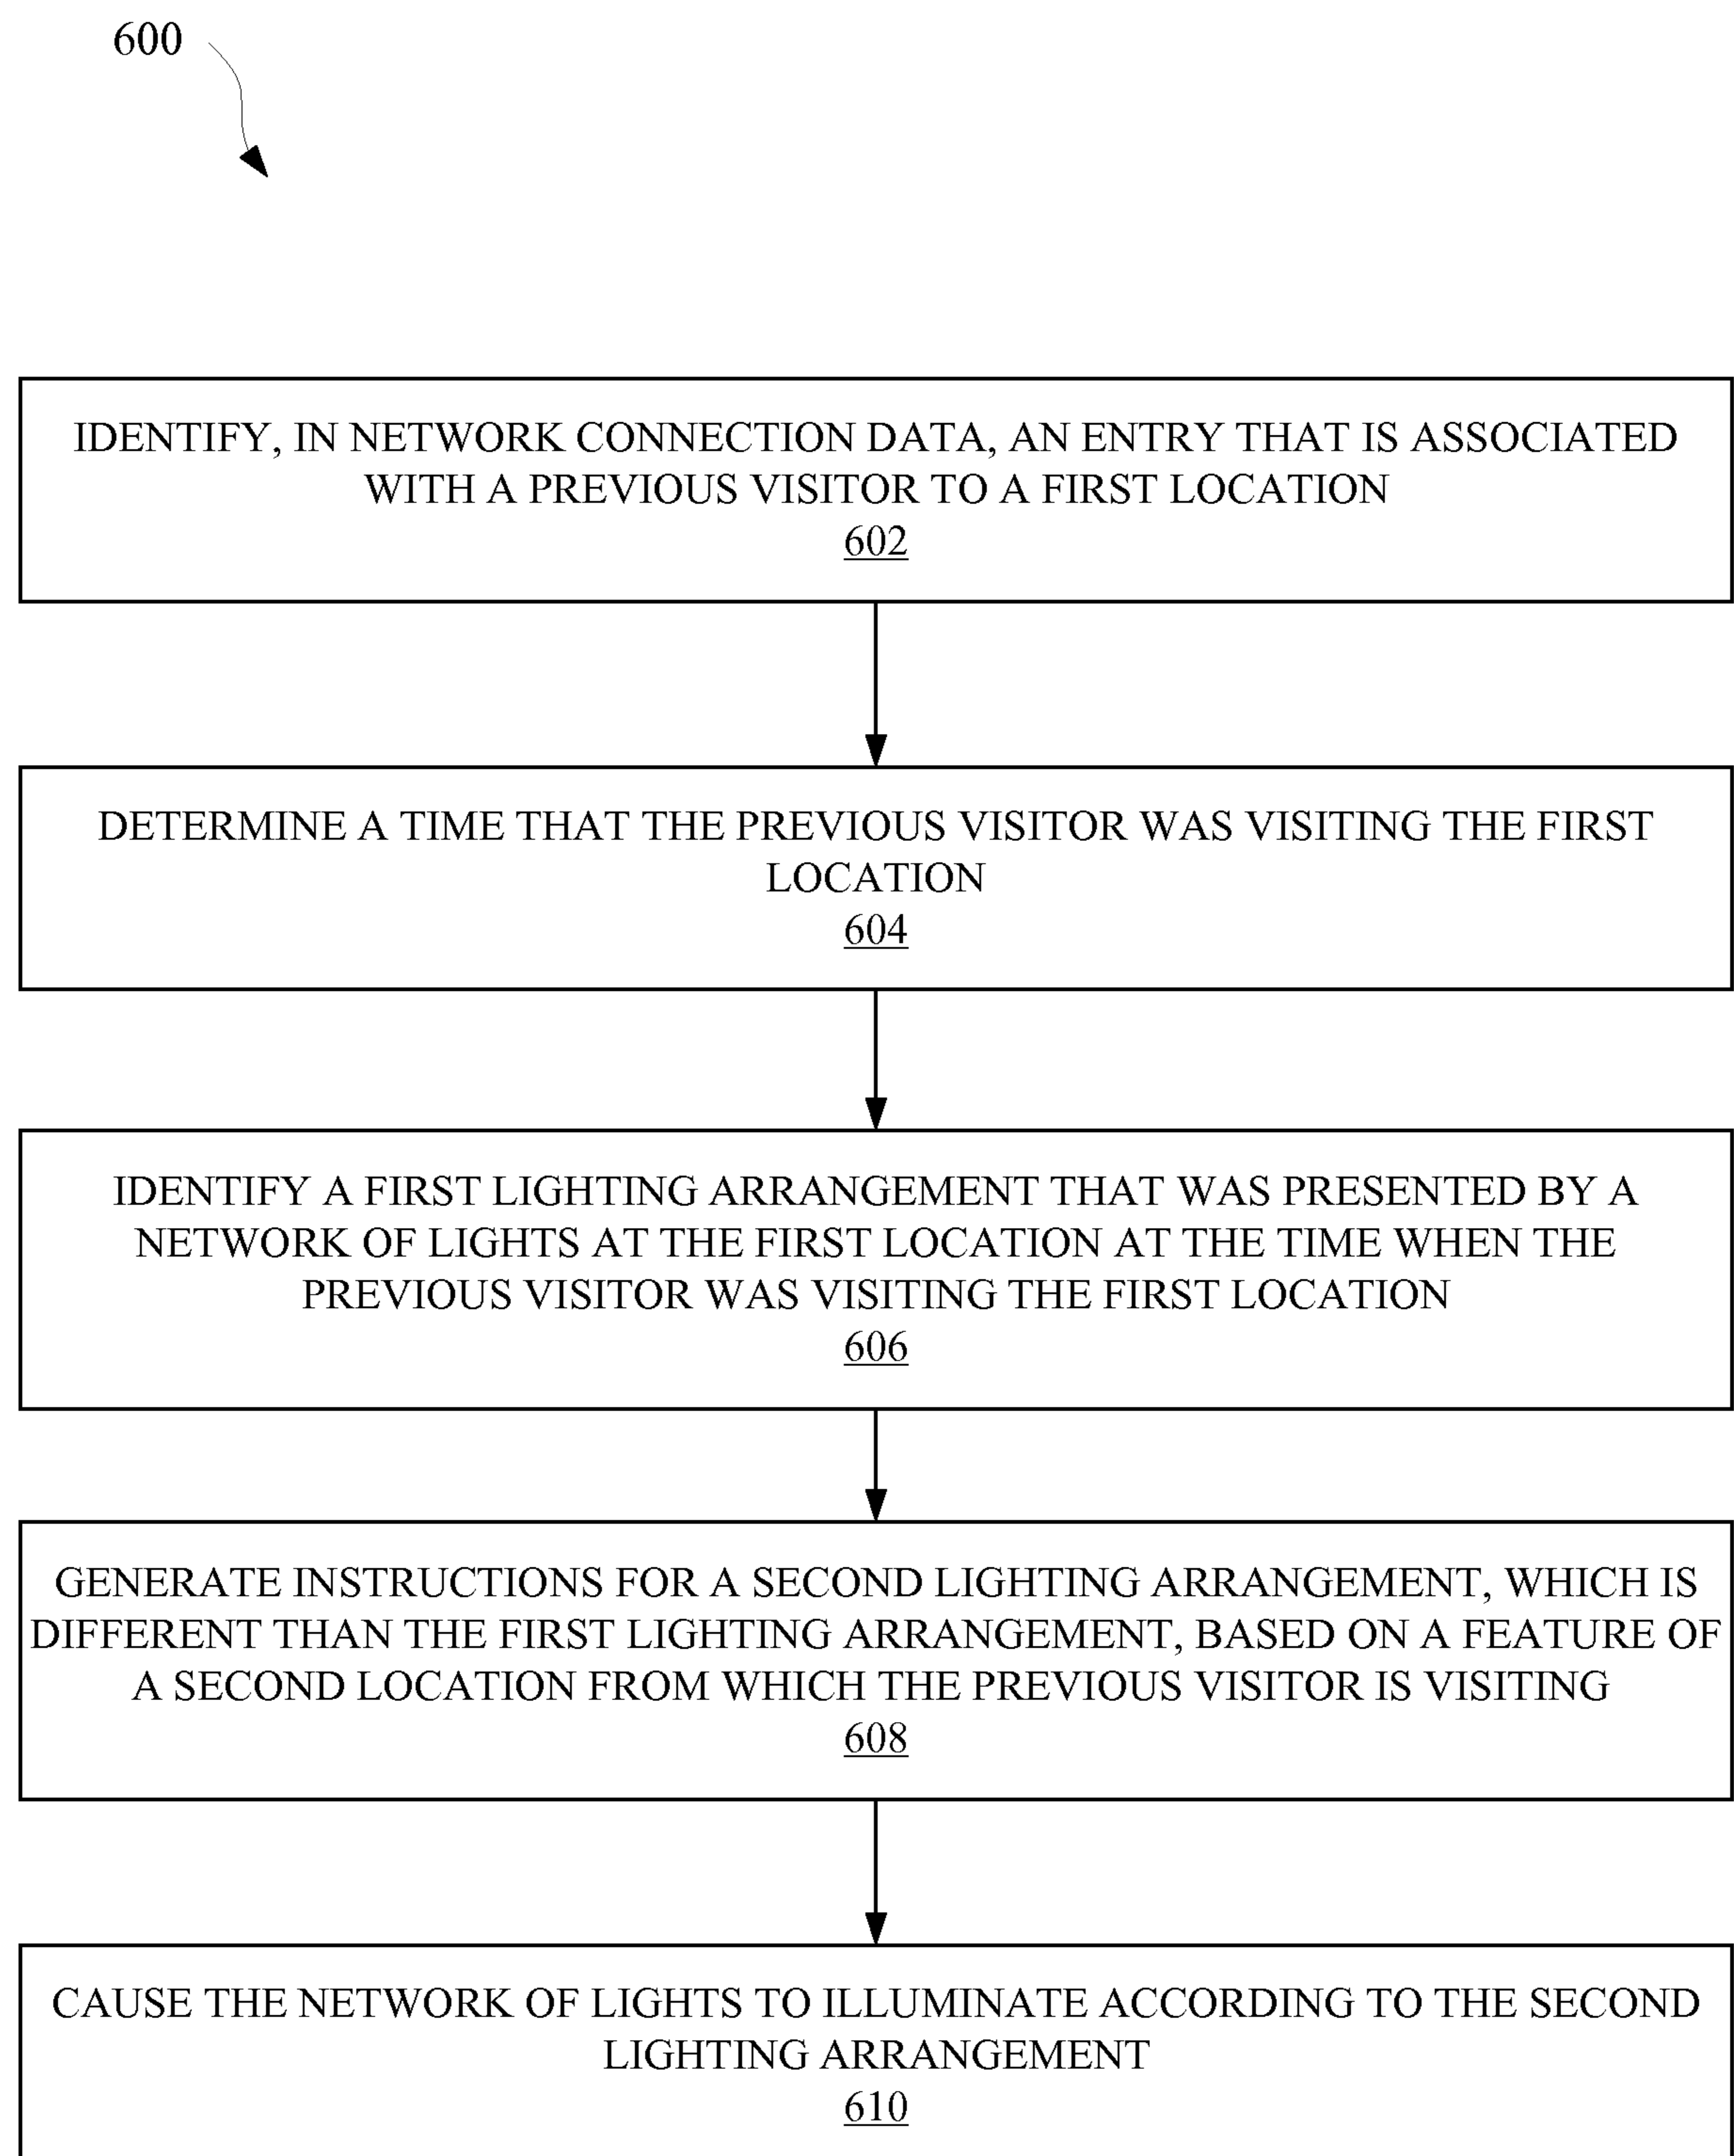 600
IDENTIFY, IN NETWORK CONNECTION DATA, AN ENTRY THAT IS ASSOCIATED
WITH A PREVIOUS VISITOR TO A FIRST LOCATION
602
DETERMINE A TIME THAT THE PREVIOUS VISITOR WAS VISITING THE FIRST
LOCATION
604
IDENTIFY A FIRST LIGHTING ARRANGEMENT THAT WAS PRESENTED BY A
NETWORK OF LIGHTS AT THE FIRST LOCATION AT THE TIME WHEN THE
PREVIOUS VISITOR WAS VISITING THE FIRST LOCATION
606
GENERATE INSTRUCTIONS FOR A SECOND LIGHTING ARRANGEMENT, WHICH IS
DIFFERENT THAN THE FIRST LIGHTING ARRANGEMENT, BASED ON A FEATURE OF
A SECOND LOCATION FROM WHICH THE PREVIOUS VISITOR IS VISITING
608
CAUSE THE NETWORK OF LIGHTS TO ILLUMINATE ACCORDING TO THE SECOND
LIGHTING ARRANGEMENT
610